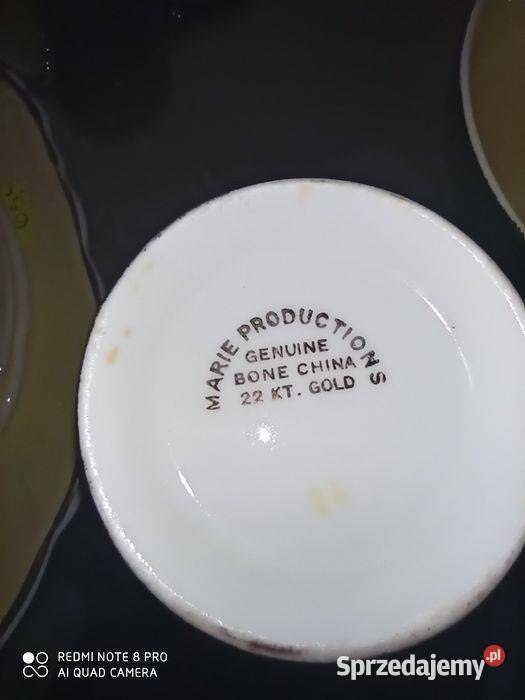 MARIE PRODUCTIONS
GENUINE
BONE CHINA
22 KT. GOLD
REDMI NOTE 8 PRO
AI QUAD CAMERA
Sprzedajemy.pl